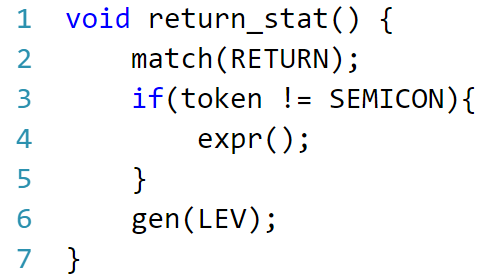 1 void return_stat() {
2 match(RETURN);
3 if(token != SEMICON){
4 expr();
5 }
6 gen(LEV);
7 }